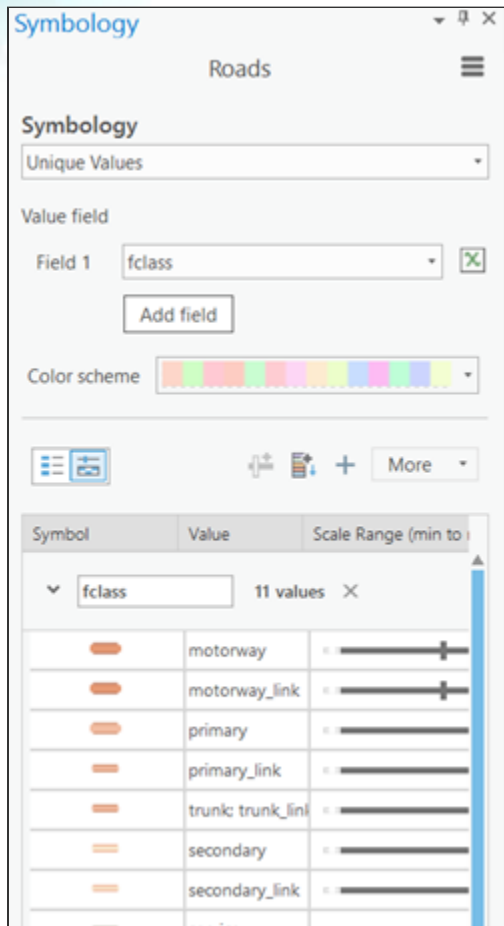 Symbology
Roads
Symbology
Unique Values
Value field
Field 1 fclass
Add field
Color scheme
More
Symbol Value Scale Range (min to
fclass 11 values
motorway
motorway_link
primary
primary_link
trunk; trunk_link
secondary
secondary_link